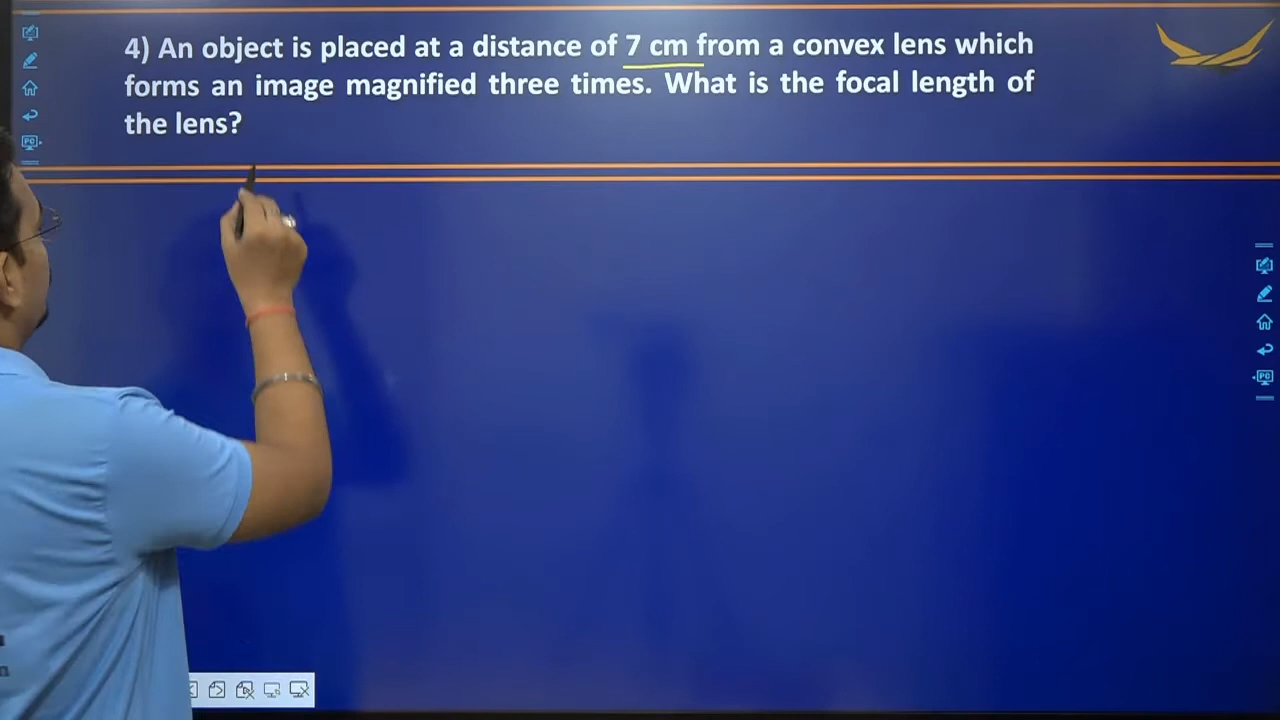 4) An object is placed at a distance of 7 cm from a convex lens which
forms an image magnified three times. What is the focal length of
the lens?